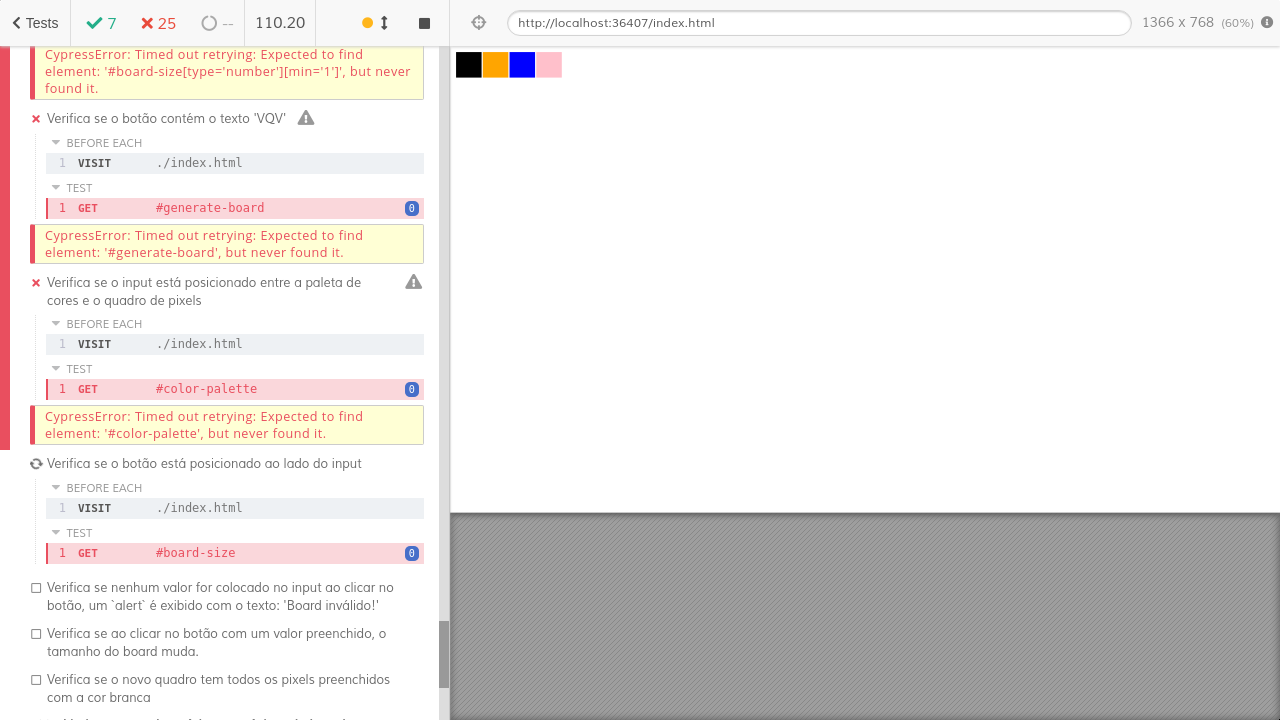 Tests
7
25
--
110.20
http://localhost:36407/index.html
1366 x 768 (60%)
CypressError: Timed out retrying: Expected to find
element: '#board-size[type='number'][min='1']', but never
found it.
Verifica se o botão contém o texto 'VQV'
BEFORE EACH
1 VISIT ./index.html
TEST
1 GET #generate-board 0
CypressError: Timed out retrying: Expected to find
element: '#generate-board', but never found it.
Verifica se o input está posicionado entre a paleta de
cores e o quadro de pixels
BEFORE EACH
1 VISIT ./index.html
TEST
1 GET #color-palette 0
CypressError: Timed out retrying: Expected to find
element: '#color-palette', but never found it.
Verifica se o botão está posicionado ao lado do input
BEFORE EACH
1 VISIT ./index.html
TEST
1 GET #board-size 0
Verifica se nenhum valor for colocado no input ao clicar no
botão, um `alert` é exibido com o texto: 'Board inválido!'
Verifica se ao clicar no botão com um valor preenchido, o
tamanho do board muda.
Verifica se o novo quadro tem todos os pixels preenchidos
com a cor branca